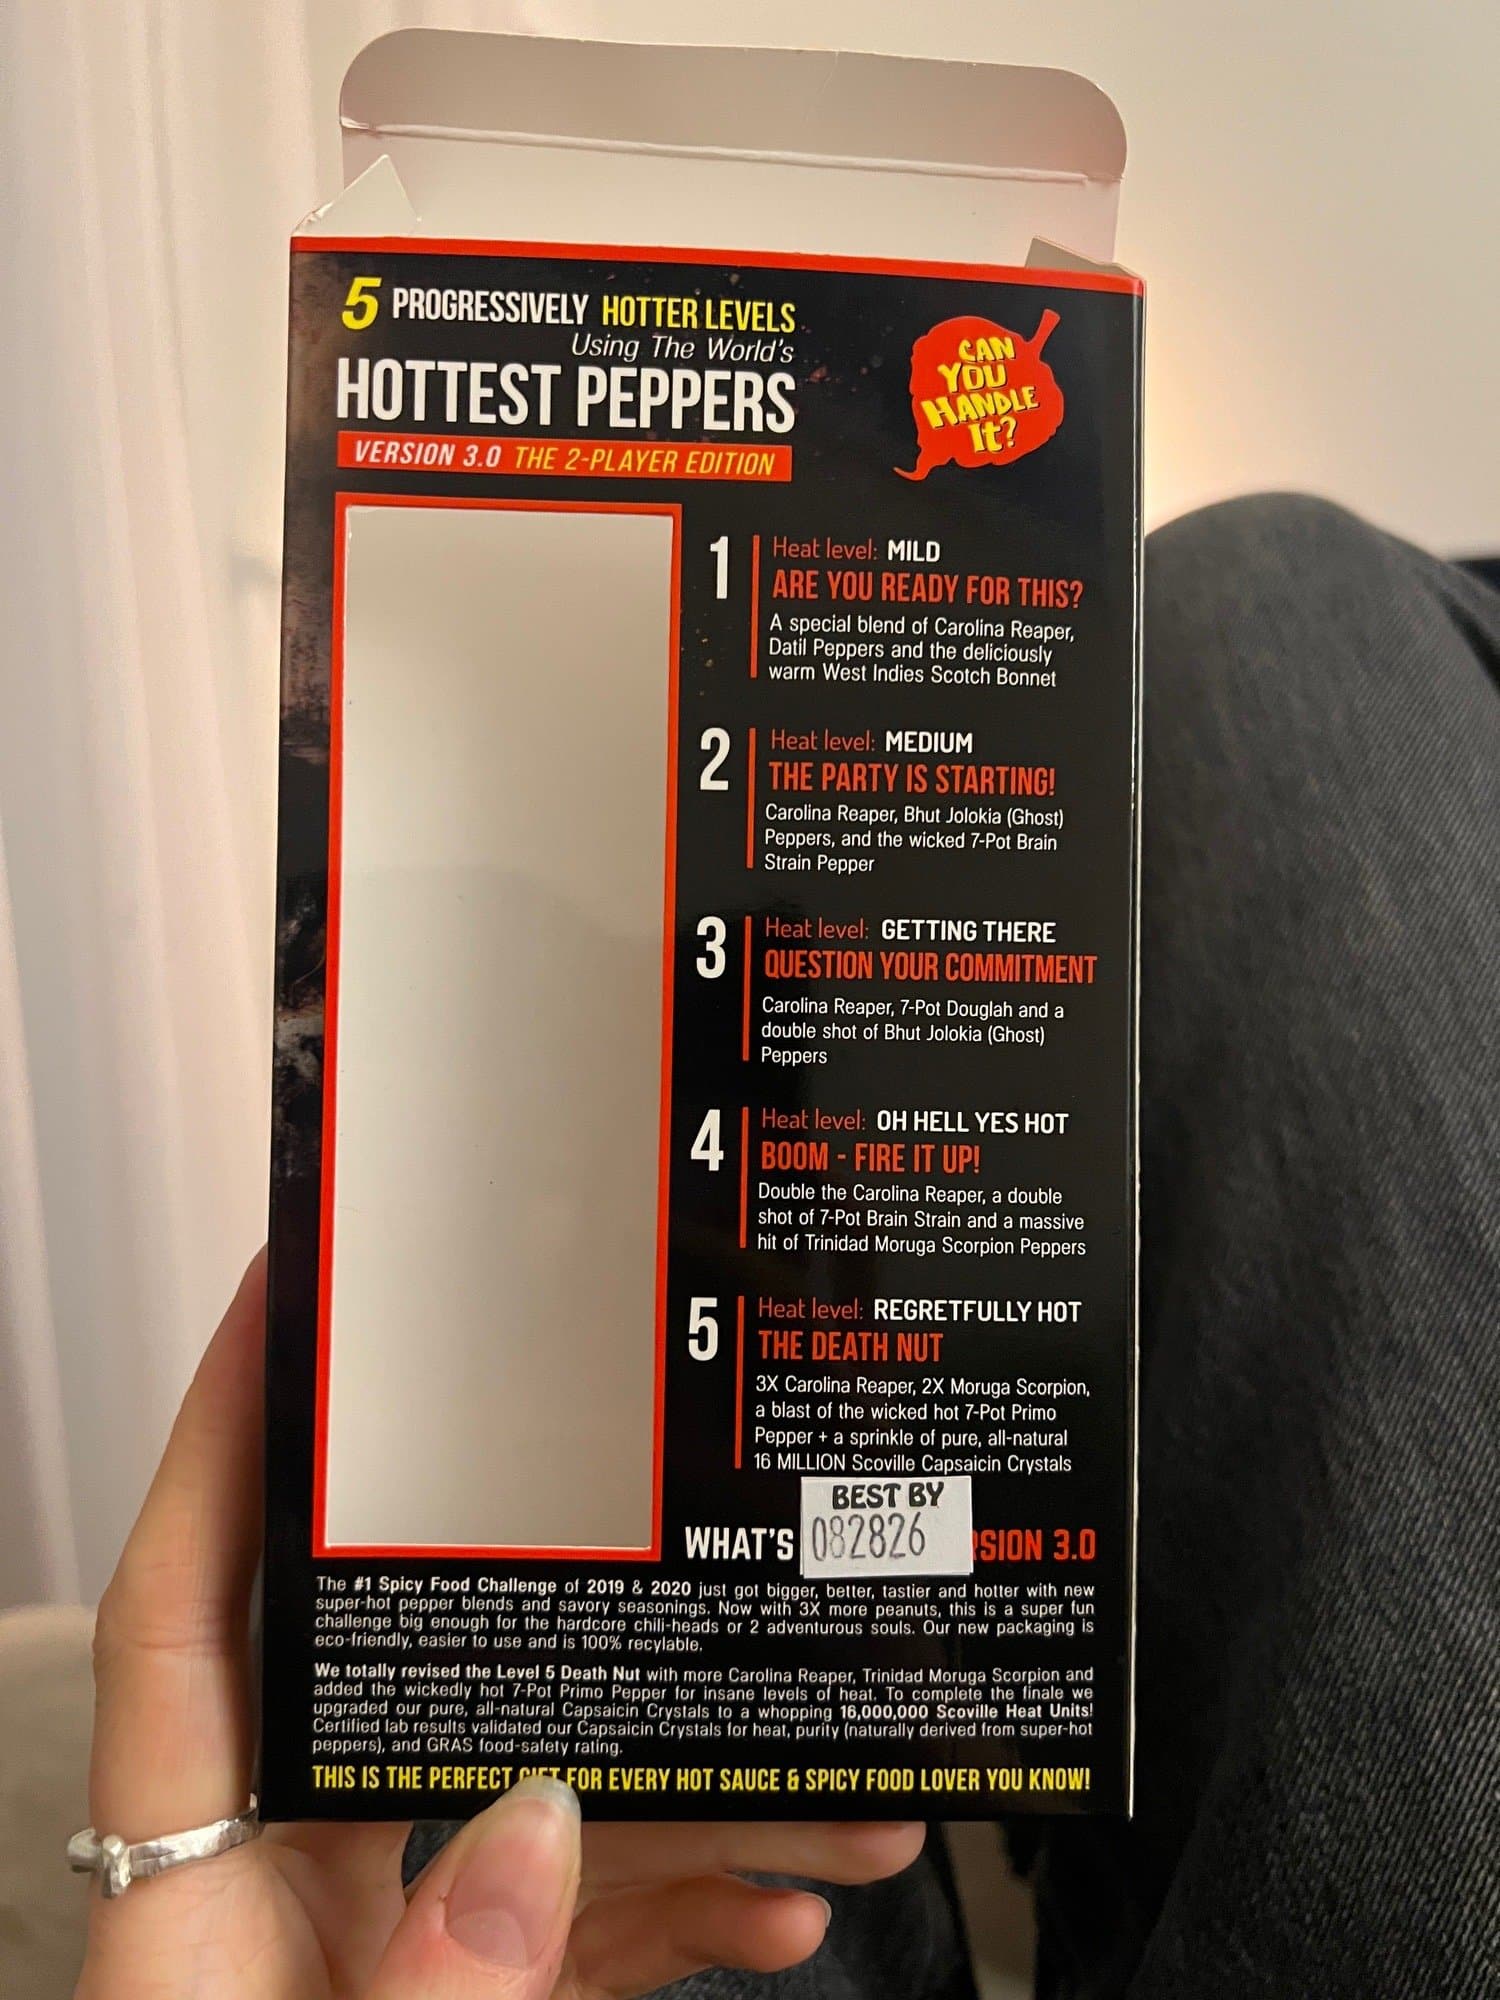 5 PROGRESSIVELY HOTTER LEVELS
Using The World's
HOTTEST PEPPERS
VERSION 3.0 THE 2-PLAYER EDITION
CAN
YOU
HANDLE
It?
1
Heat level: MILD
ARE YOU READY FOR THIS?
A special blend of Carolina Reaper,
Datil Peppers and the deliciously
warm West Indies Scotch Bonnet
2
Heat level: MEDIUM
THE PARTY IS STARTING!
Carolina Reaper, Bhut Jolokia (Ghost)
Peppers, and the wicked 7-Pot Brain
Strain Pepper
3
Heat level: GETTING THERE
QUESTION YOUR COMMITMENT
Carolina Reaper, 7-Pot Douglah and a
double shot of Bhut Jolokia (Ghost)
Peppers
4
Heat level: OH HELL YES HOT
BOOM - FIRE IT UP!
Double the Carolina Reaper, a double
shot of 7-Pot Brain Strain and a massive
hit of Trinidad Moruga Scorpion Peppers
5
Heat level: REGRETFULLY HOT
THE DEATH NUT
3X Carolina Reaper, 2X Moruga Scorpion,
a blast of the wicked hot 7-Pot Primo
Pepper + a sprinkle of pure, all-natural
16 MILLION Scoville Capsaicin Crystals
BEST BY
082826
WHAT'S 3.0
The #1 Spicy Food Challenge of 2019 & 2020 just got bigger, better, tastier and hotter with new
super-hot pepper blends and savory seasonings. Now with 3X more peanuts, this is a super fun
challenge big enough for the hardcore chili-heads or 2 adventurous souls. Our new packaging is
eco-friendly, easier to use and is 100% recylable.
We totally revised the Level 5 Death Nut with more Carolina Reaper, Trinidad Moruga Scorpion and
added the wickedly hot 7-Pot Primo Pepper for insane levels of heat. To complete the finale we
upgraded our pure, all-natural Capsaicin Crystals to a whopping 16,000,000 Scoville Heat Units!
Certified lab results validated our Capsaicin Crystals for heat, purity (naturally derived from super-hot
peppers), and GRAS food-safety rating.
THIS IS THE PERFECT GIFT FOR EVERY HOT SAUCE & SPICY FOOD LOVER YOU KNOW!